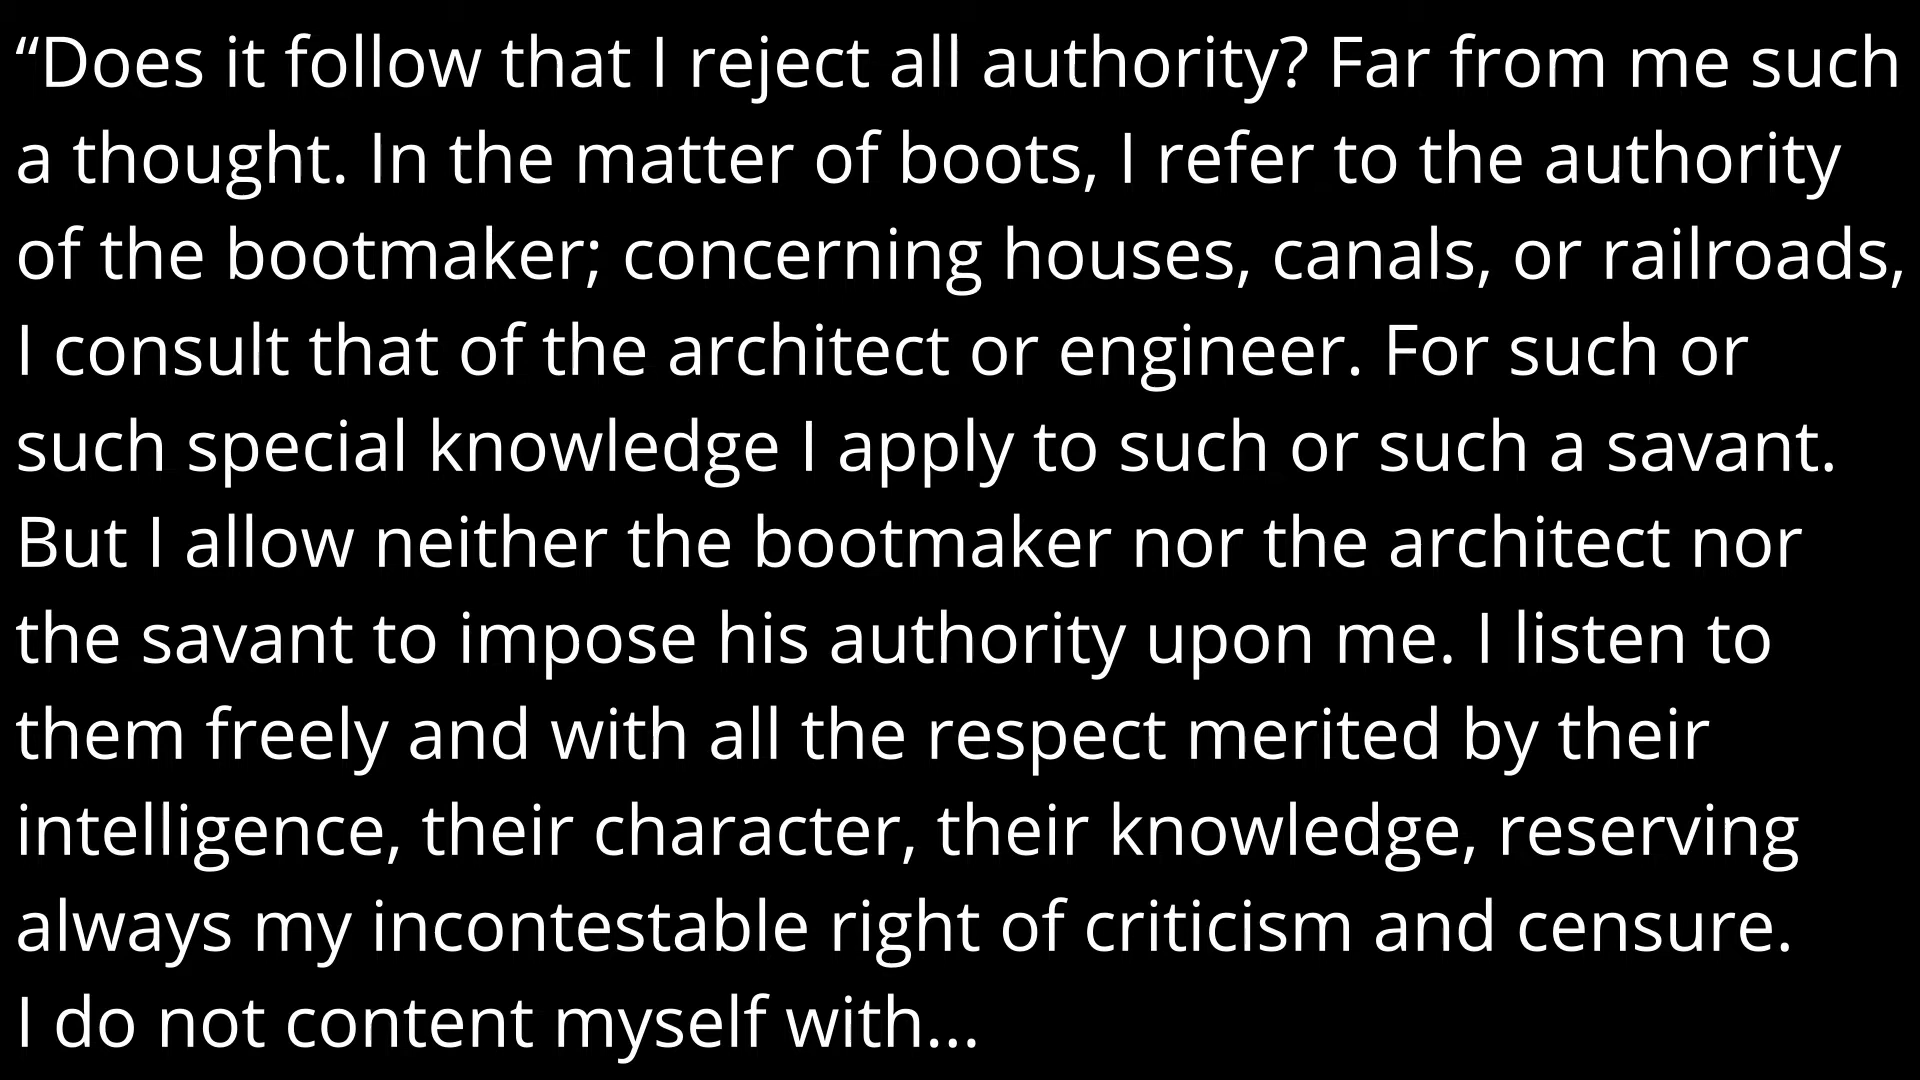 “Does it follow that I reject all authority? Far from me such
a thought. In the matter of boots, I refer to the authority
of the bootmaker; concerning houses, canals, or railroads,
I consult that of the architect or engineer. For such or
such special knowledge I apply to such or such a savant.
But I allow neither the bootmaker nor the architect nor
the savant to impose his authority upon me. I listen to
them freely and with all the respect merited by their
intelligence, their character, their knowledge, reserving
always my incontestable right of criticism and censure.
I do not content myself with...